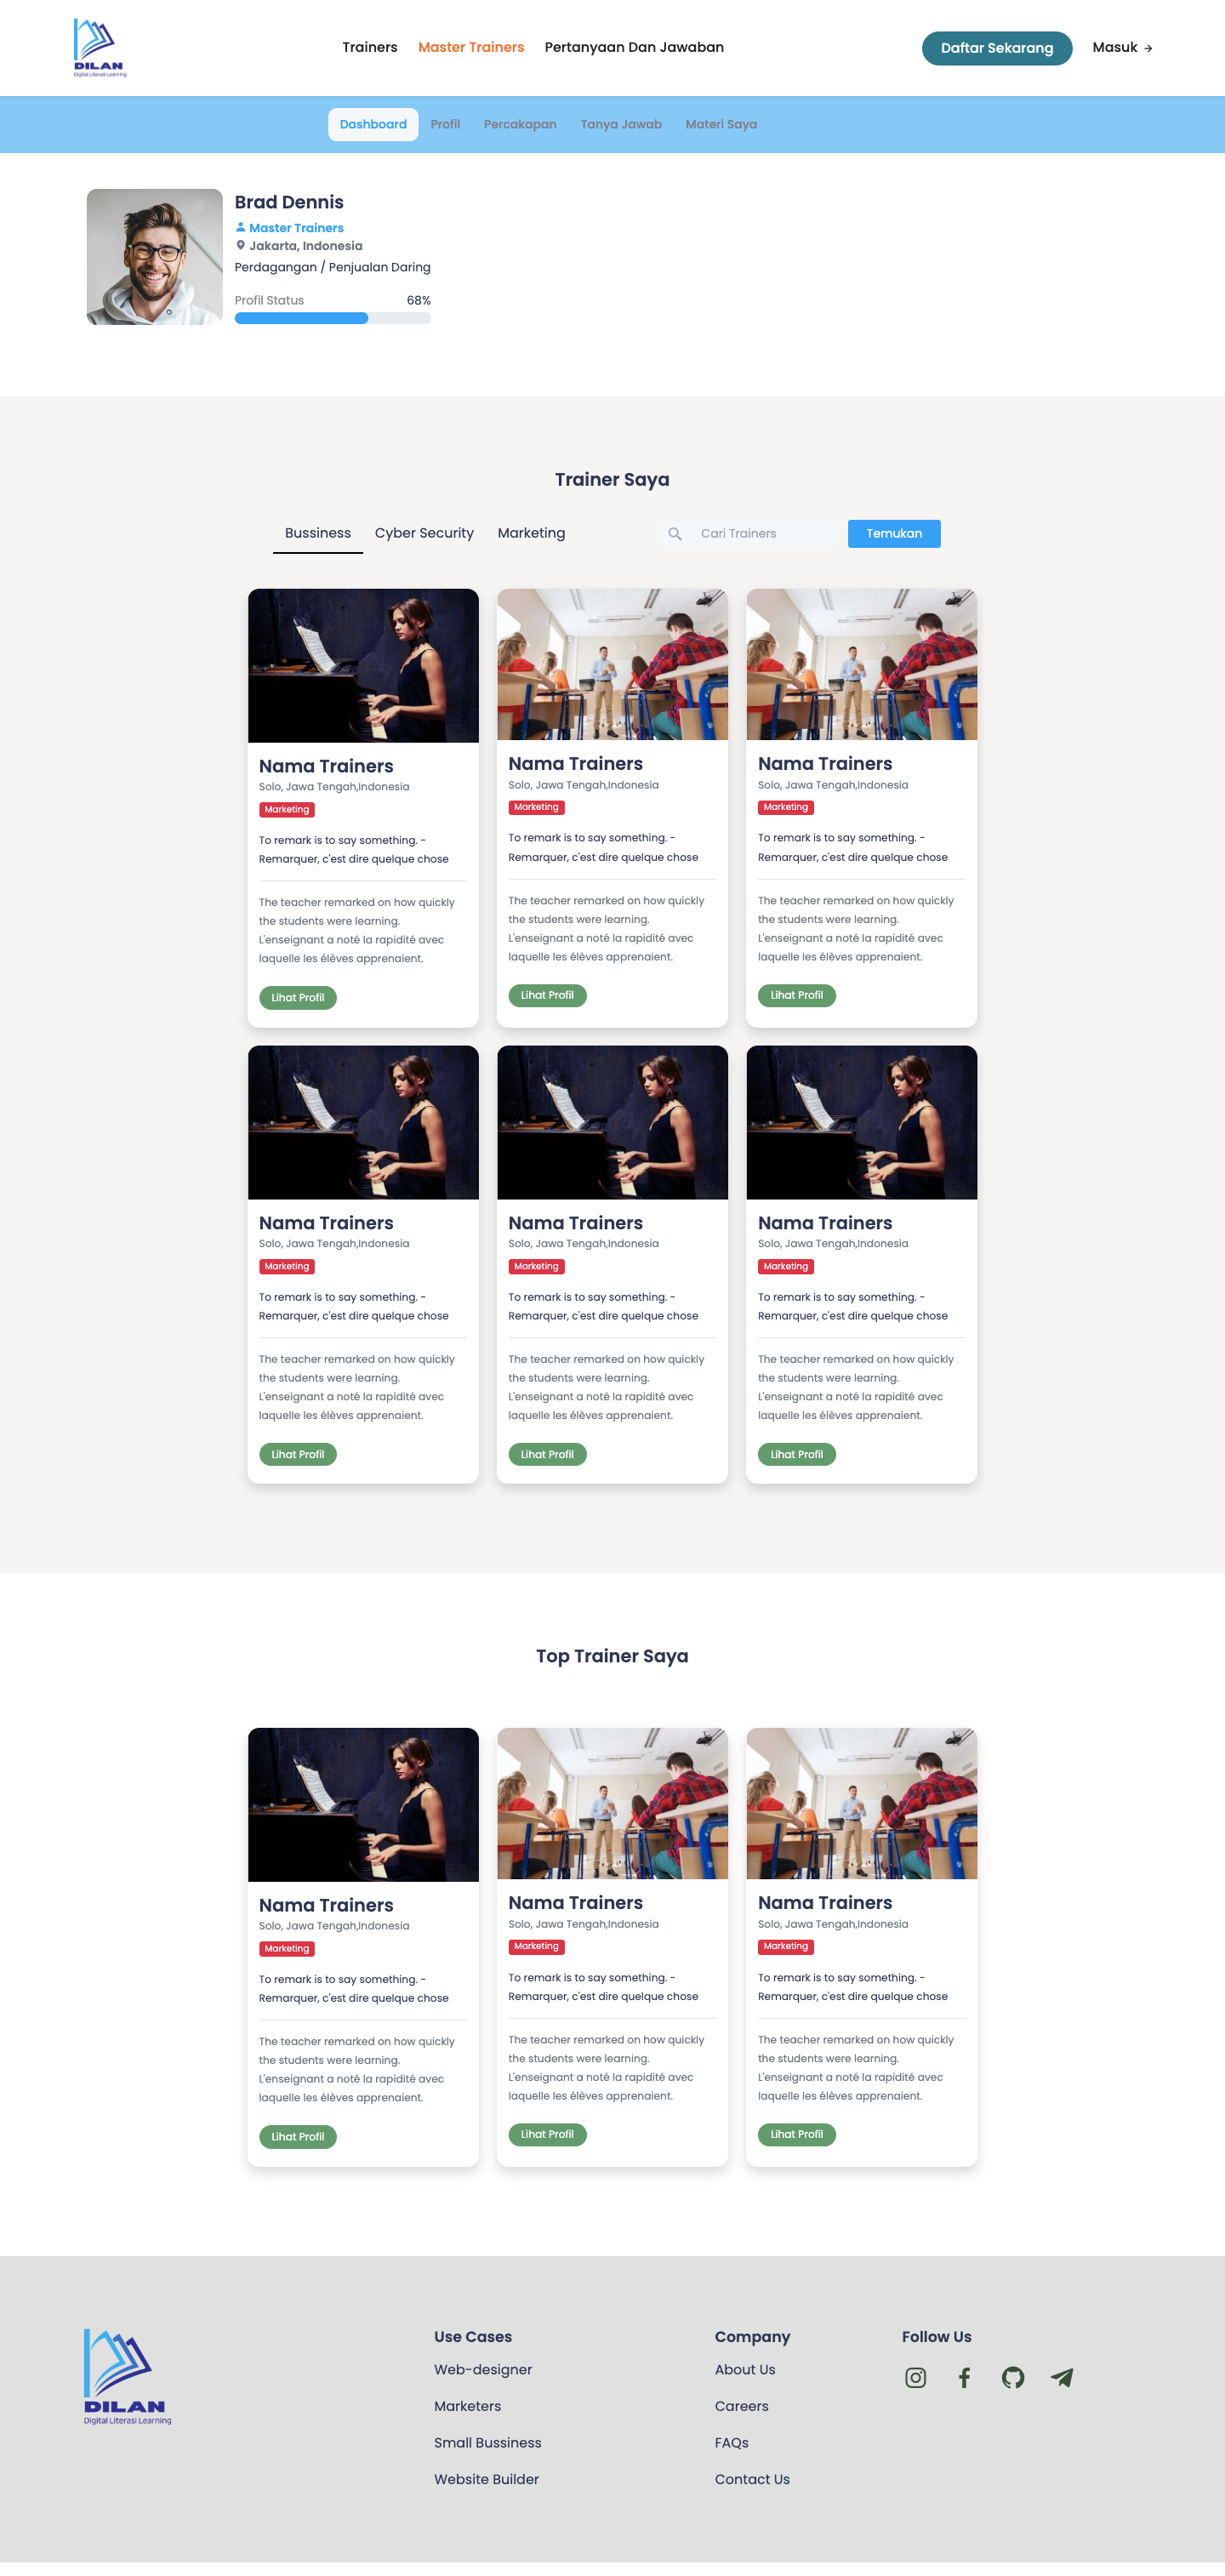 DILAN
Digital Literasi Learning
Trainers
Master Trainers
Pertanyaan Dan Jawaban
Daftar Sekarang
Masuk →
Dashboard
Profil
Percakapan
Tanya Jawab
Materi Saya
Brad Dennis
Master Trainers
Jakarta, Indonesia
Perdagangan / Penjualan Daring
Profil Status
68%
Trainer Saya
Bussiness
Cyber Security
Marketing
Cari Trainers
Temukan
Nama Trainers
Solo, Jawa Tengah,Indonesia
Marketing
To remark is to say something. -
Remarquer, c'est dire quelque chose
The teacher remarked on how quickly
the students were learning.
L'enseignant a noté la rapidité avec
laquelle les élèves apprenaient.
Lihat Profil
Nama Trainers
Solo, Jawa Tengah,Indonesia
Marketing
To remark is to say something. -
Remarquer, c'est dire quelque chose
The teacher remarked on how quickly
the students were learning.
L'enseignant a noté la rapidité avec
laquelle les élèves apprenaient.
Lihat Profil
Nama Trainers
Solo, Jawa Tengah,Indonesia
Marketing
To remark is to say something. -
Remarquer, c'est dire quelque chose
The teacher remarked on how quickly
the students were learning.
L'enseignant a noté la rapidité avec
laquelle les élèves apprenaient.
Lihat Profil
Nama Trainers
Solo, Jawa Tengah,Indonesia
Marketing
To remark is to say something. -
Remarquer, c'est dire quelque chose
The teacher remarked on how quickly
the students were learning.
L'enseignant a noté la rapidité avec
laquelle les élèves apprenaient.
Lihat Profil
Nama Trainers
Solo, Jawa Tengah,Indonesia
Marketing
To remark is to say something. -
Remarquer, c'est dire quelque chose
The teacher remarked on how quickly
the students were learning.
L'enseignant a noté la rapidité avec
laquelle les élèves apprenaient.
Lihat Profil
Nama Trainers
Solo, Jawa Tengah,Indonesia
Marketing
To remark is to say something. -
Remarquer, c'est dire quelque chose
The teacher remarked on how quickly
the students were learning.
L'enseignant a noté la rapidité avec
laquelle les élèves apprenaient.
Lihat Profil
Top Trainer Saya
Nama Trainers
Solo, Jawa Tengah,Indonesia
Marketing
To remark is to say something. -
Remarquer, c'est dire quelque chose
The teacher remarked on how quickly
the students were learning.
L'enseignant a noté la rapidité avec
laquelle les élèves apprenaient.
Lihat Profil
Nama Trainers
Solo, Jawa Tengah,Indonesia
Marketing
To remark is to say something. -
Remarquer, c'est dire quelque chose
The teacher remarked on how quickly
the students were learning.
L'enseignant a noté la rapidité avec
laquelle les élèves apprenaient.
Lihat Profil
Nama Trainers
Solo, Jawa Tengah,Indonesia
Marketing
To remark is to say something. -
Remarquer, c'est dire quelque chose
The teacher remarked on how quickly
the students were learning.
L'enseignant a noté la rapidité avec
laquelle les élèves apprenaient.
Lihat Profil
DILAN
Digital Literasi Learning
Use Cases
Web-designer
Marketers
Small Bussiness
Website Builder
Company
About Us
Careers
FAQs
Contact Us
Follow Us